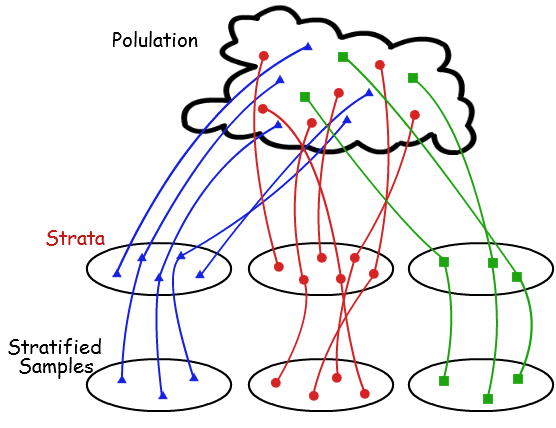 Polulation
Strata
Stratified
Samples